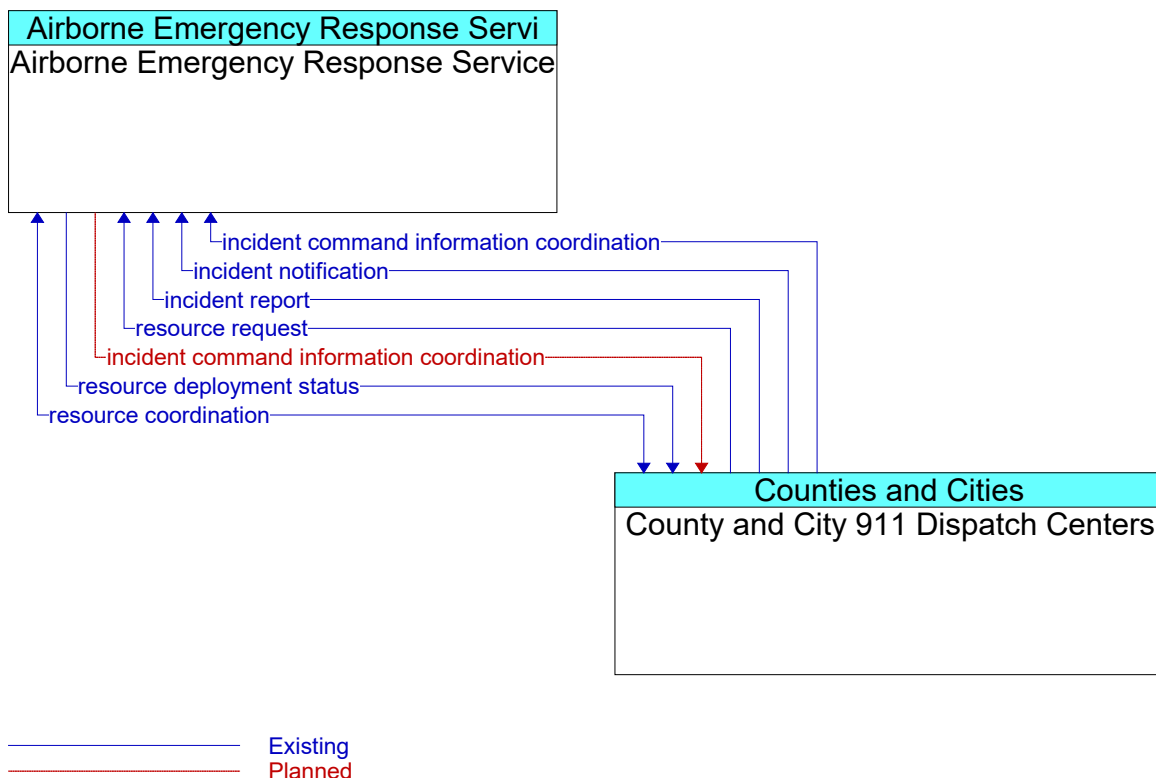 Airborne Emergency Response Servi
Airborne Emergency Response Service
incident command information coordination
incident notification
incident report
resource request
incident command information coordination
resource deployment status
resource coordination
Counties and Cities
County and City 911 Dispatch Centers
Existing
Planned